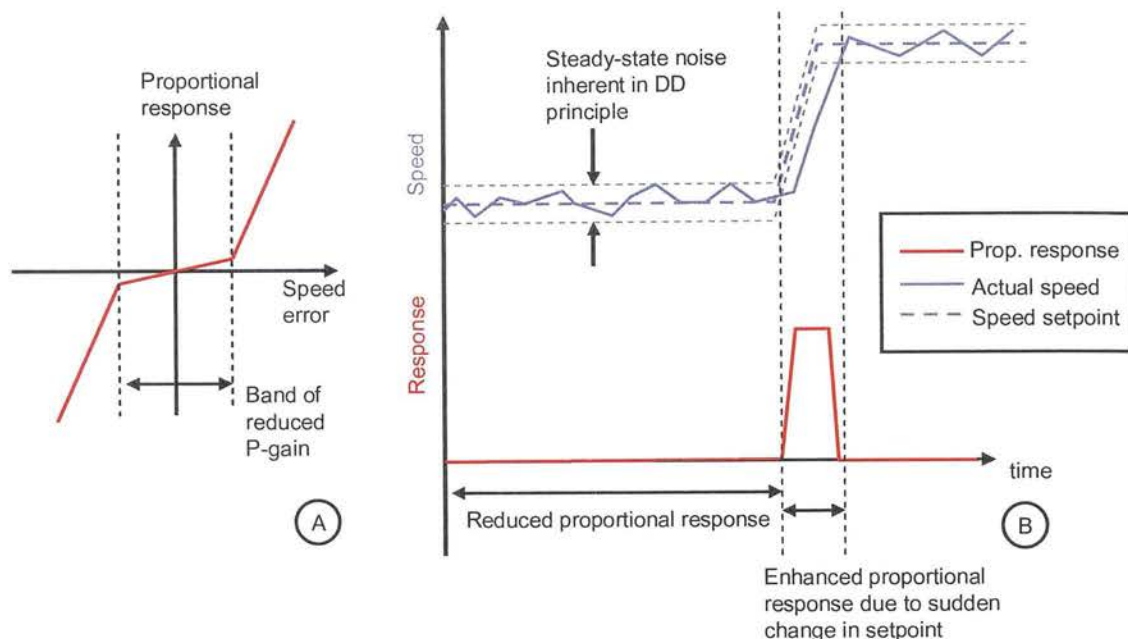 Proportional
response
Speed
error
Band of
reduced
P-gain
A
Steady-state noise
inherent in DD
principle
Speed
Response
Prop. response
Actual speed
Speed setpoint
time
Reduced proportional response
B
Enhanced proportional
response due to sudden
change in setpoint